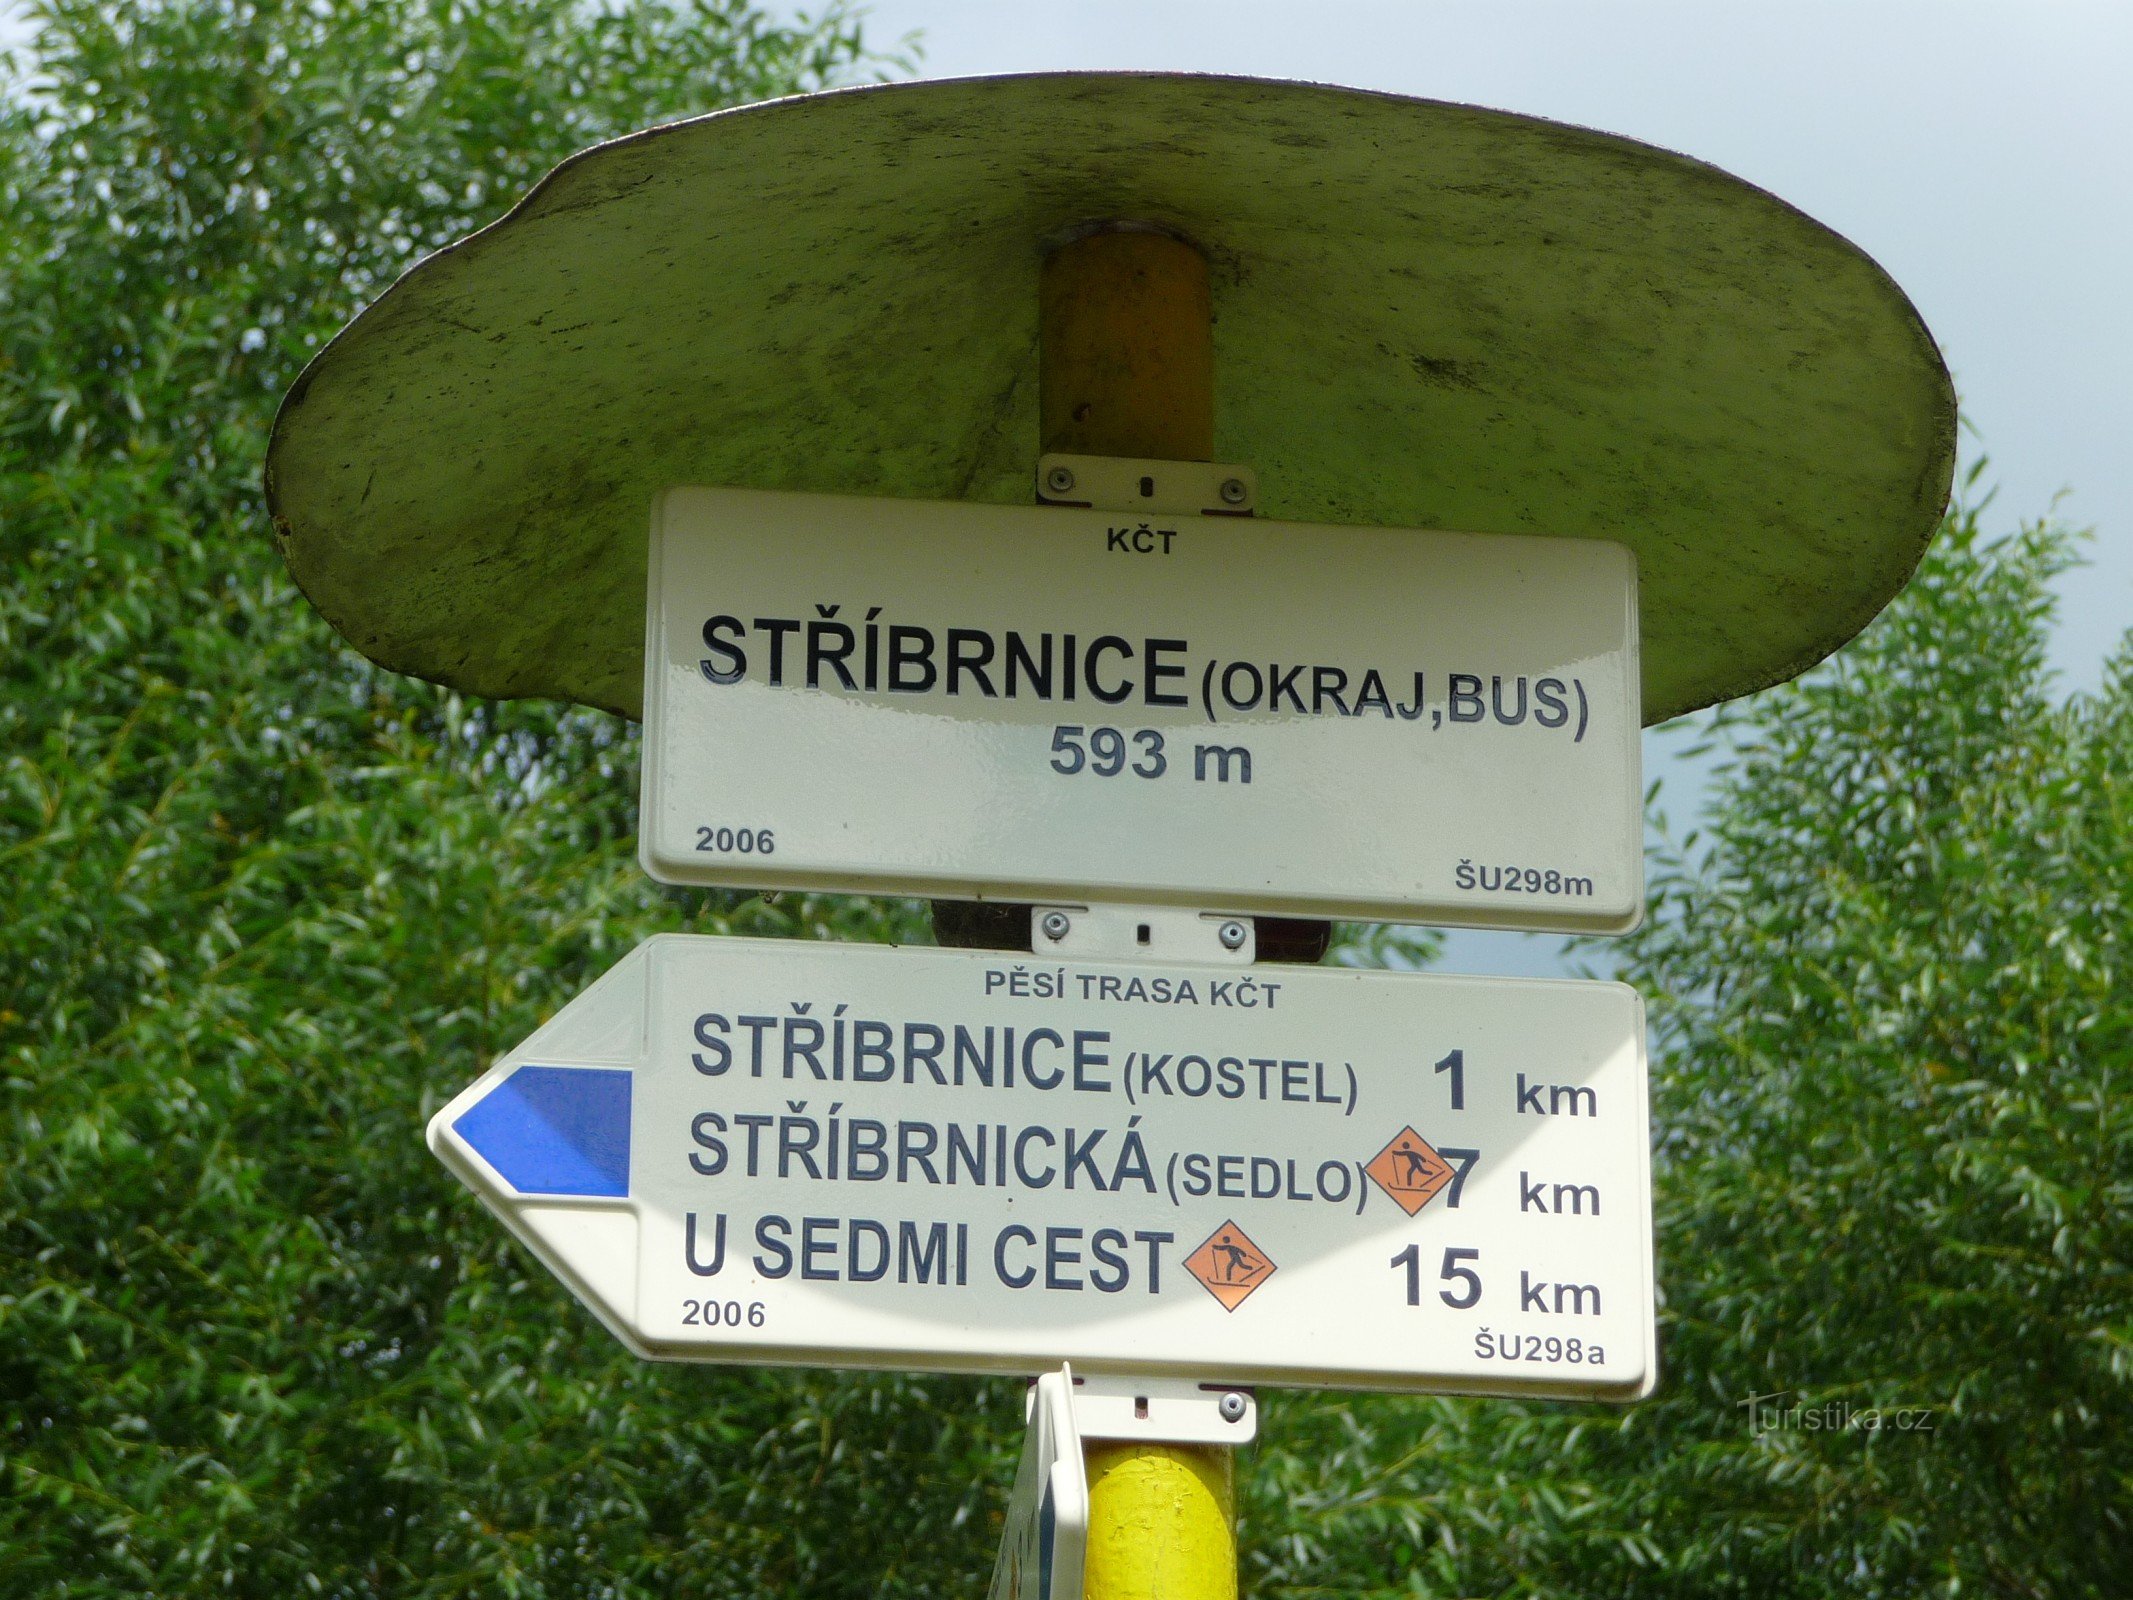 KČT
STŘÍBRNICE (OKRAJ,BUS)
593 m
2006 ŠU298m
PĚSÍ TRASA KČT
STŘÍBRNICE (KOSTEL) 1 km
STŘÍBRNICKÁ (SEDLO) 7 km
U SEDMI CEST 15 km
2006 ŠU298a
Turistika.cz